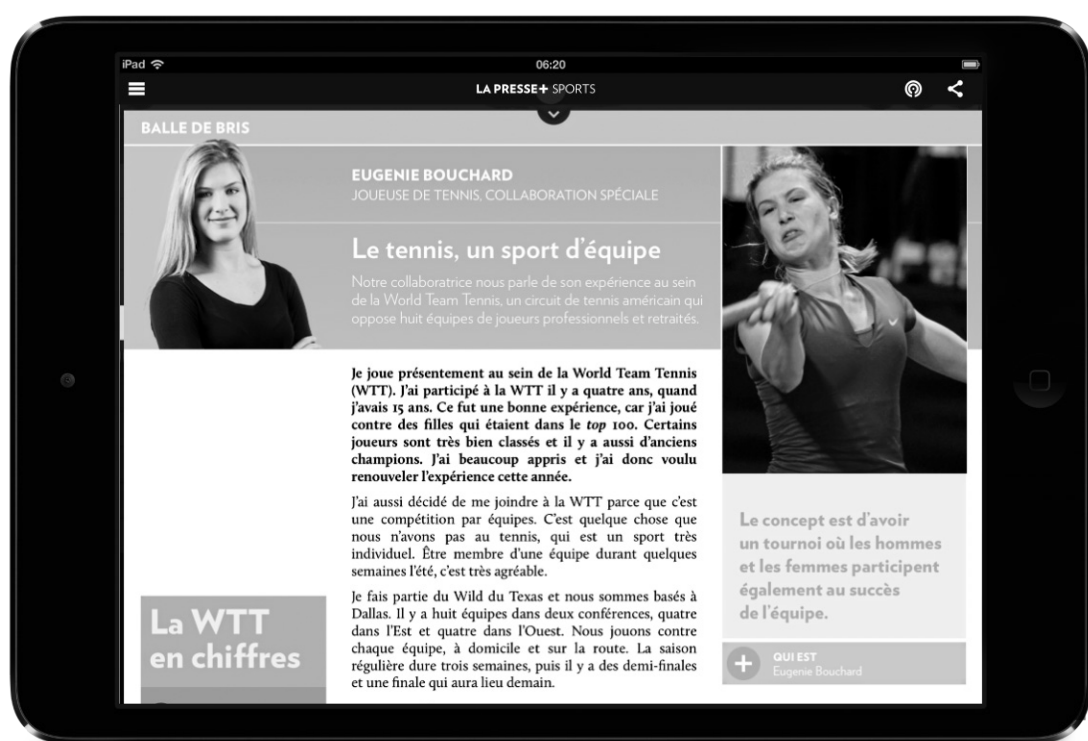 iPad
06:20
LA PRESSE+ SPORTS
BALLE DE BRIS
EUGENIE BOUCHARD
JOUEUSE DE TENNIS, COLLABORATION SPÉCIALE
Le tennis, un sport d'équipe
Notre collaboratrice nous parle de son expérience au sein
de la World Team Tennis, un circuit de tennis américain qui
oppose huit équipes de joueurs professionnels et retraités.
Je joue présentement au sein de la World Team Tennis
(WTT). J'ai participé à la WTT il y a quatre ans, quand
j'avais 15 ans. Ce fut une bonne expérience, car j'ai joué
contre des filles qui étaient dans le top 100. Certains
joueurs sont très bien classés et il y a aussi d'anciens
champions. J'ai beaucoup appris et j'ai donc voulu
renouveler l'expérience cette année.
J'ai aussi décidé de me joindre à la WTT parce que c'est
une compétition par équipes. C'est quelque chose que
nous n'avons pas au tennis, qui est un sport très
individuel. Être membre d'une équipe durant quelques
semaines l'été, c'est très agréable.
Je fais partie du Wild du Texas et nous sommes basés à
Dallas. Il y a huit équipes dans deux conférences, quatre
dans l'Est et quatre dans l'Ouest. Nous jouons contre
chaque équipe, à domicile et sur la route. La saison
régulière dure trois semaines, puis il y a des demi-finales
et une finale qui aura lieu demain.
La WTT
en chiffres
Le concept est d'avoir
un tournoi où les hommes
et les femmes participent
également au succès
de l'équipe.
QUI EST
Eugenie Bouchard